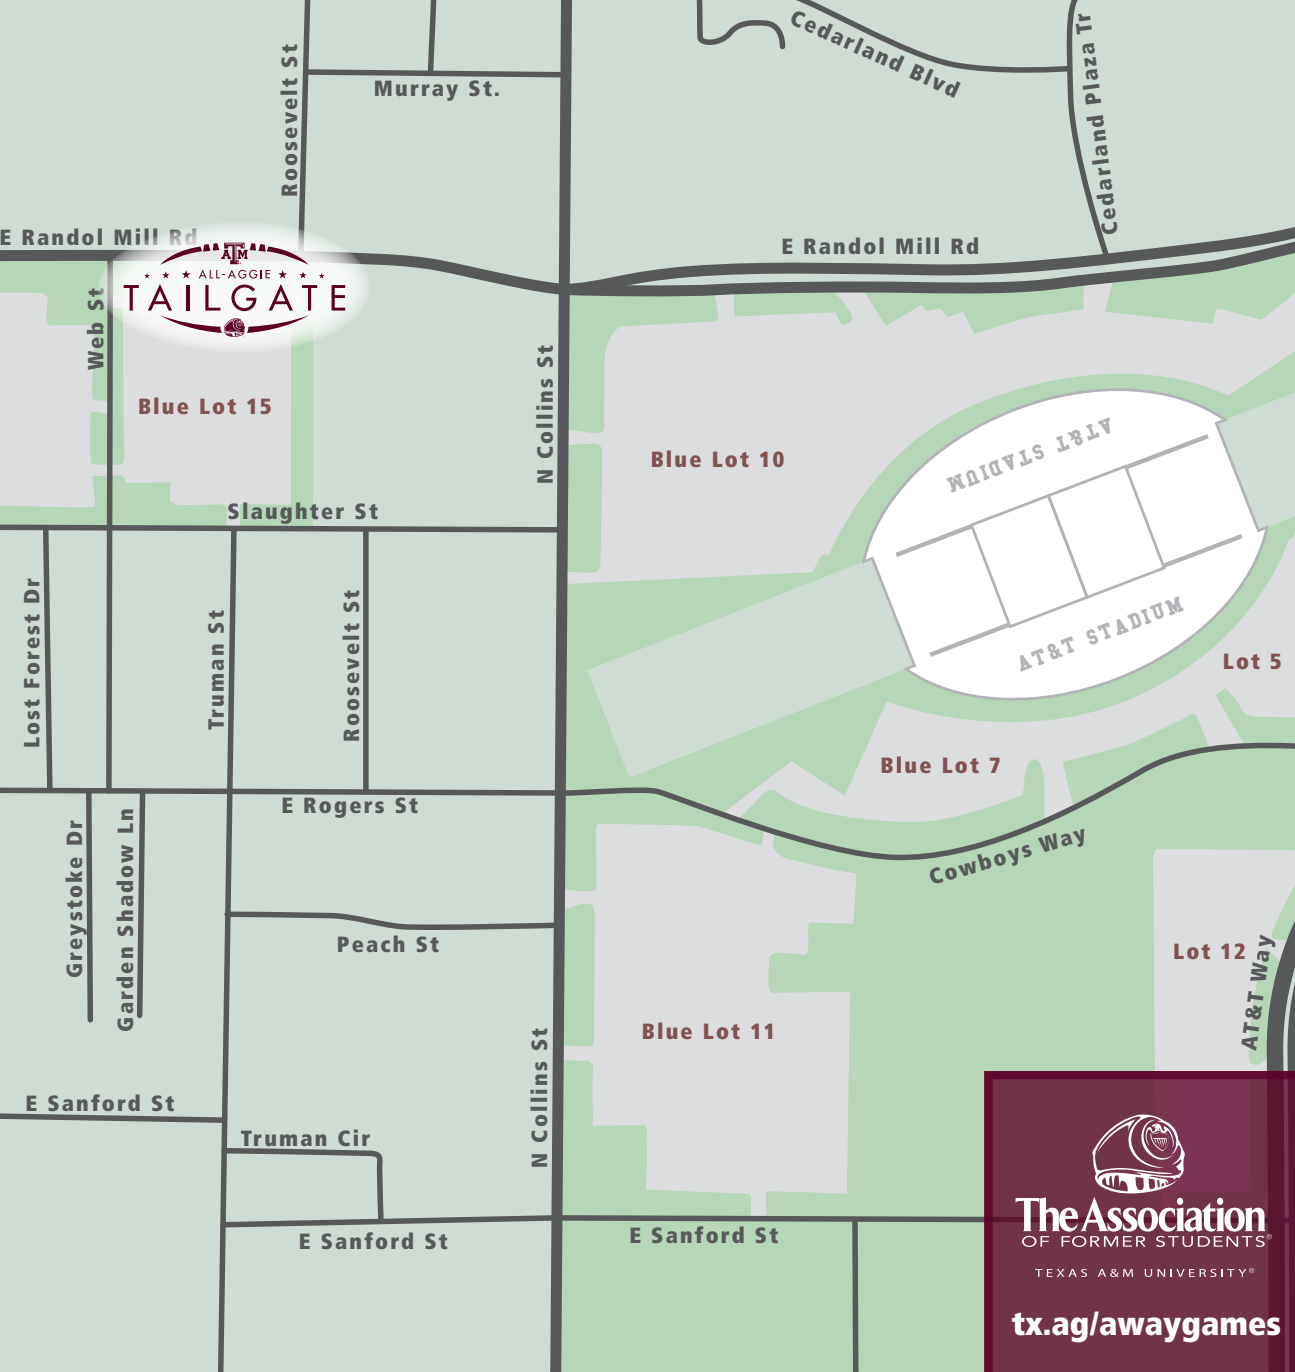 Cedarland Blvd
Cedarland Plaza Tr
Roosevelt St
Murray St.
E Randol Mill Rd
E Randol Mill Rd
ATM
ALL-AGGIE
TAILGATE
Web St
N Collins St
Blue Lot 15
Blue Lot 10
AT&T STADIUM
Slaughter St
Lost Forest Dr
Truman St
Roosevelt St
AT&T STADIUM
Lot 5
Blue Lot 7
E Rogers St
Cowboys Way
Greystoke Dr
Garden Shadow Ln
Peach St
Lot 12
AT&T Way
Blue Lot 11
N Collins St
E Sanford St
Truman Cir
E Sanford St
E Sanford St
The Association
OF FORMER STUDENTS®
TEXAS A&M UNIVERSITY®
tx.ag/awaygames